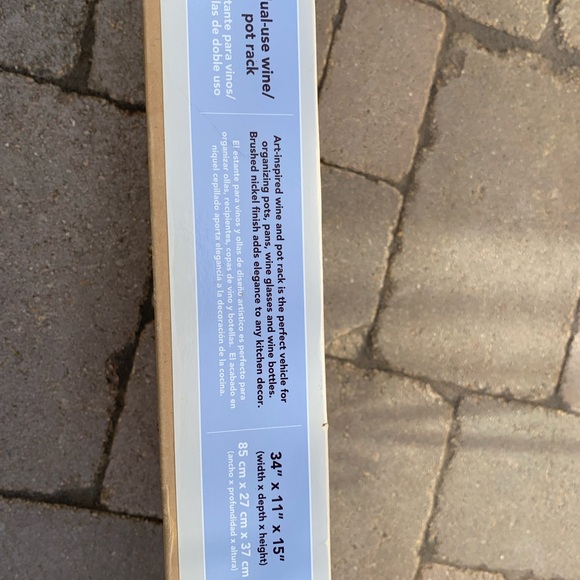 ual-use wine/
pot rack
tante para vinos/
las de doble uso
Art-inspired wine and pot rack is the perfect vehicle for
organizing pots, pans, wine glasses and wine bottles.
Brushed nickel finish adds elegance to any kitchen decor.
El estante para vinos y ollas de diseñu artístico es perfecto para
organizar ollas, recipientes, copas de vino y botellas. El acabado en
níquel cepillado aporta elegancia a la decoración de la cocina.
34" x 11" x 15"
(width x depth x height)
85 cm x 27 cm x 37 cm
(ancho x profundidad x altura)